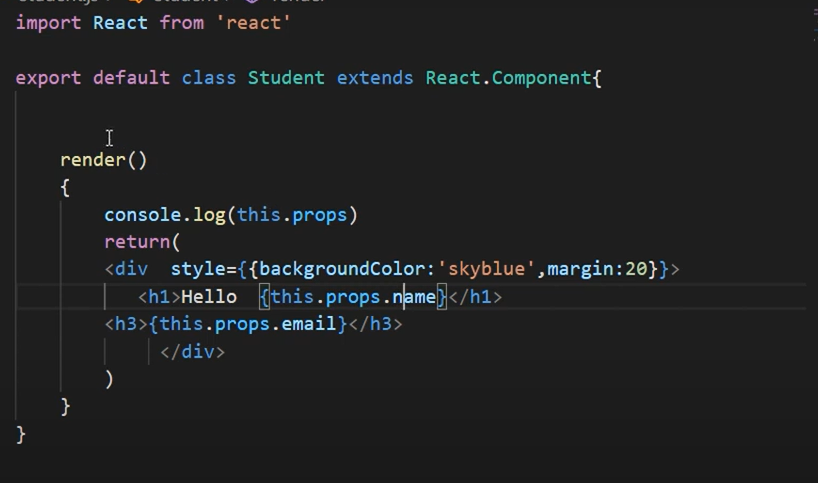 import React from 'react'
export default class Student extends React.Component{
render()
{
console.log(this.props)
return(
<div  style={{backgroundColor:'skyblue',margin:20}}>
<h1>Hello  {this.props.name}</h1>
<h3>{this.props.email}</h3>
</div>
)
}
}